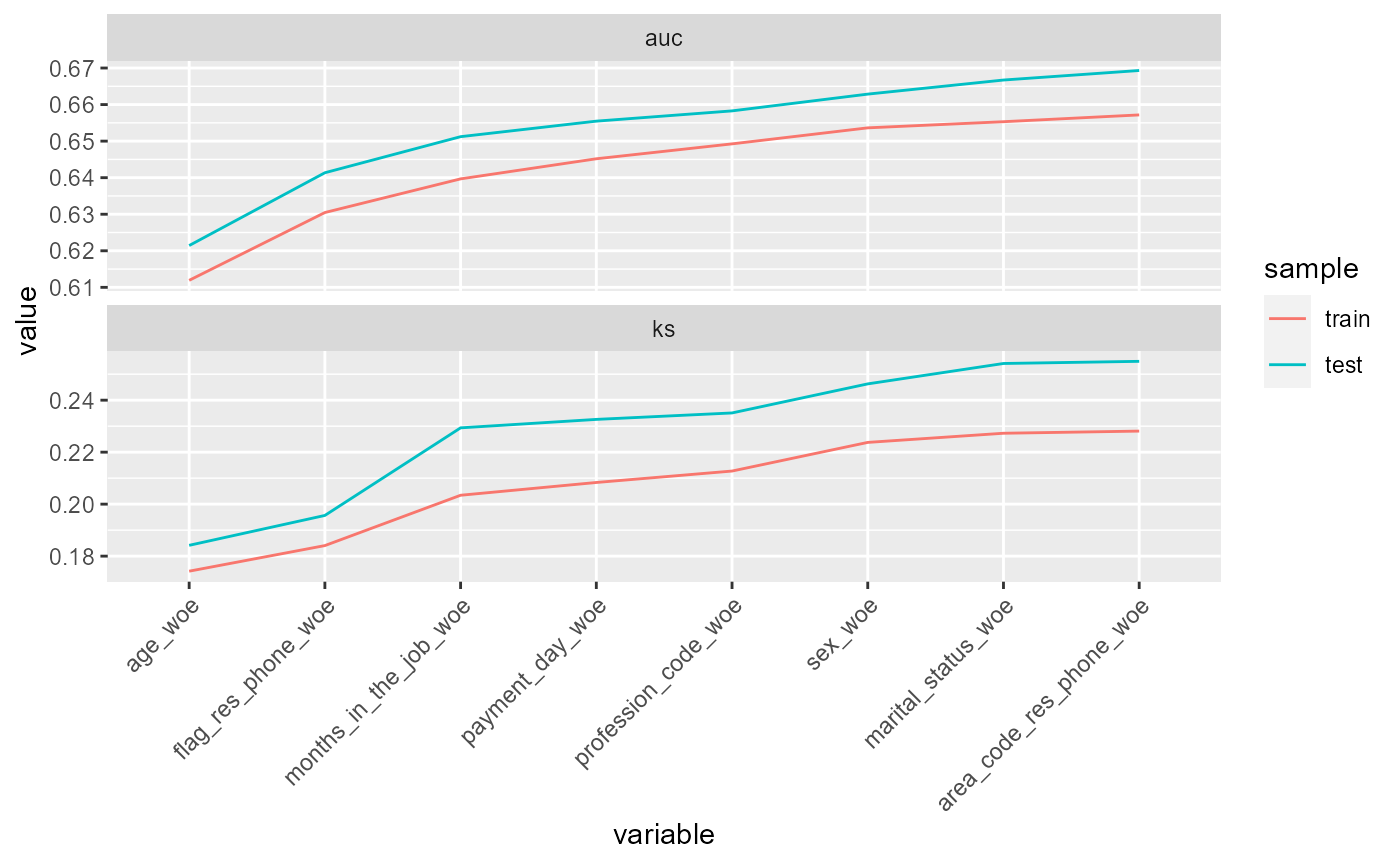 auc
0.67
0.66
0.65
0.64
0.63
0.62
0.61
ks
0.24
0.22
0.20
0.18
value
age_woe
flag_res_phone_woe
months_in_the_job_woe
payment_day_woe
profession_code_woe
sex_woe
marital_status_woe
area_code_res_phone_woe
variable
sample
train
test